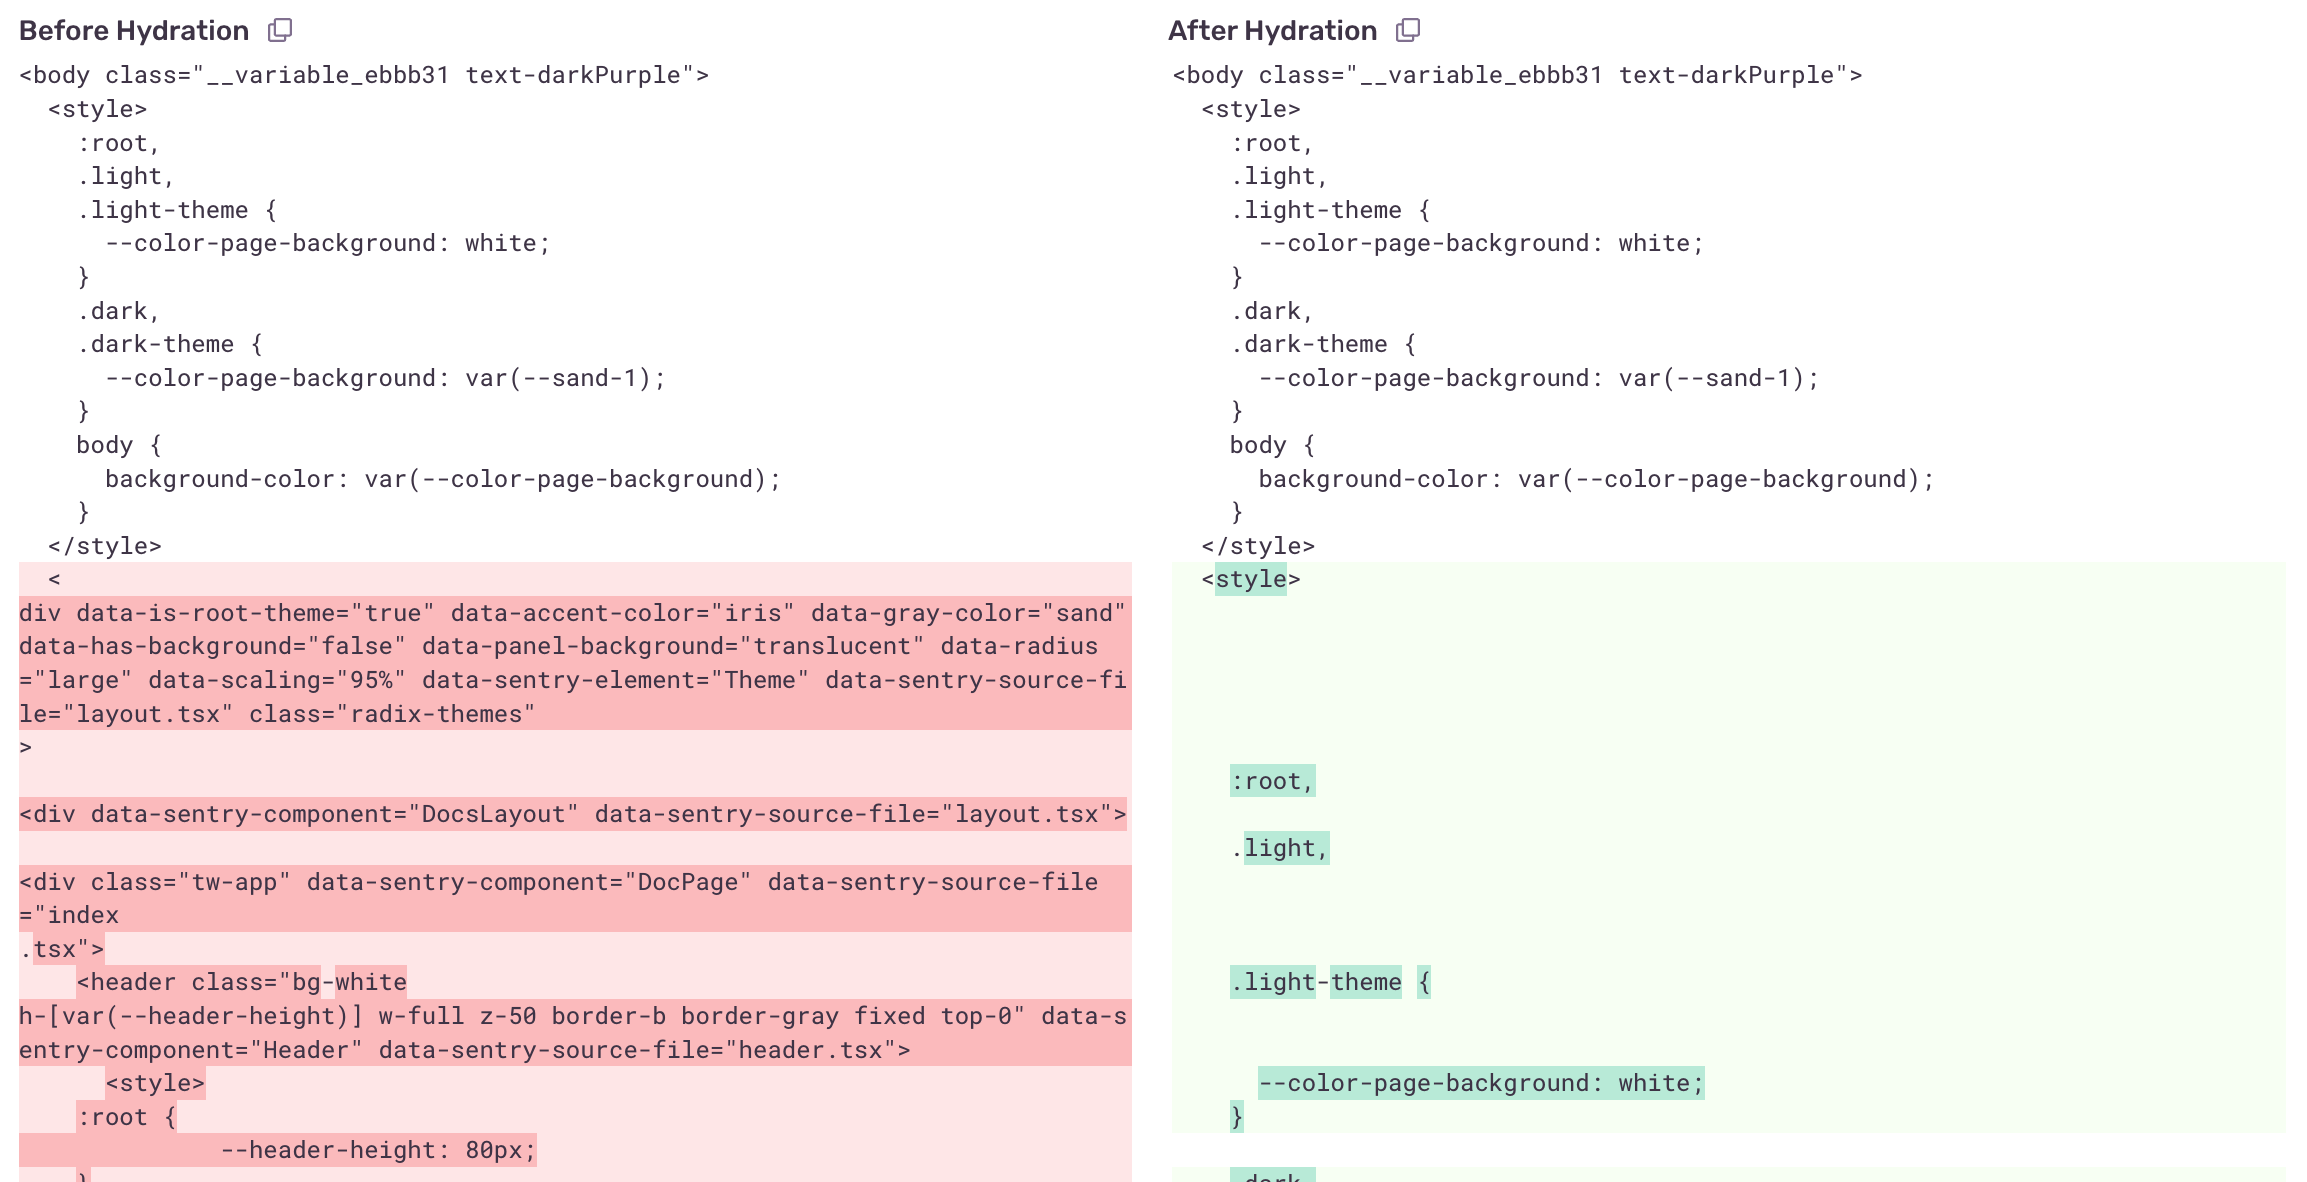 Before Hydration
<body class="__variable_ebbb31 text-darkPurple">
<style>
:root,
.light,
.light-theme {
--color-page-background: white;
}
.dark,
.dark-theme {
--color-page-background: var(--sand-1);
}
body {
background-color: var(--color-page-background);
}
</style>
<
div data-is-root-theme="true" data-accent-color="iris" data-gray-color="sand"
data-has-background="false" data-panel-background="translucent" data-radius
="large" data-scaling="95%" data-sentry-element="Theme" data-sentry-source-fi
le="layout.tsx" class="radix-themes"
>
<div data-sentry-component="DocsLayout" data-sentry-source-file="layout.tsx">
<div class="tw-app" data-sentry-component="DocPage" data-sentry-source-file
="index
.tsx">
<header class="bg-white
h-[var(--header-height)] w-full z-50 border-b border-gray fixed top-0" data-s
entry-component="Header" data-sentry-source-file="header.tsx">
<style>
:root {
--header-height: 80px;
}
After Hydration
<body class="__variable_ebbb31 text-darkPurple">
<style>
:root,
.light,
.light-theme {
--color-page-background: white;
}
.dark,
.dark-theme {
--color-page-background: var(--sand-1);
}
body {
background-color: var(--color-page-background);
}
</style>
<style>
:root,
.light,
.light-theme {
--color-page-background: white;
}
.dark,